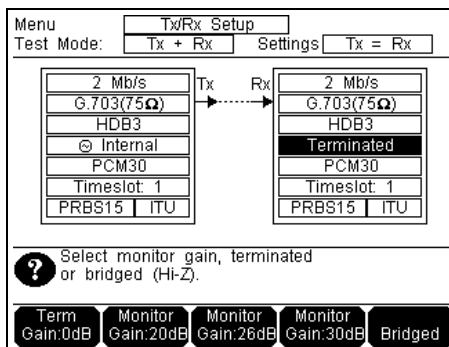 Menu Tx/Rx Setup
Test Mode: Tx + Rx Settings Tx = Rx
2 Mb/s Tx Rx 2 Mb/s
G.703(75Ω) G.703(75Ω)
HDB3 HDB3
Internal Terminated
PCM30 PCM30
Timeslot: 1 Timeslot: 1
PRBS15 ITU PRBS15 ITU
? Select monitor gain, terminated
or bridged (Hi-Z).
Term Monitor Monitor Monitor
Gain:0dB Gain:20dB Gain:26dB Gain:30dB Bridged